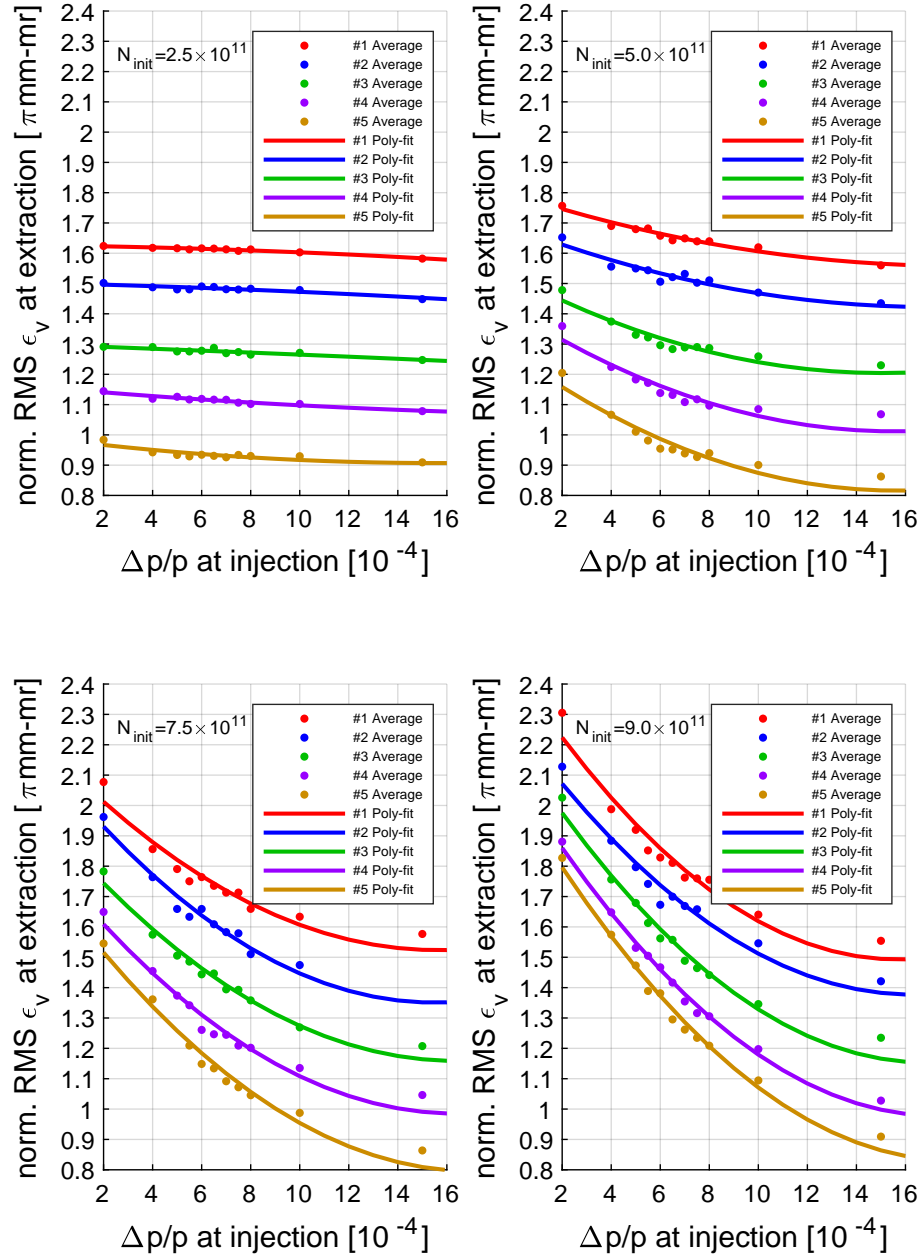 2.4
2.3
2.2
2.1
2
1.9
1.8
1.7
1.6
1.5
1.4
1.3
1.2
1.1
1
0.9
0.8
norm. RMS ϵ_v at extraction [ πmm-mr]
N_init=2.5×10^11
#1 Average
#2 Average
#3 Average
#4 Average
#5 Average
#1 Poly-fit
#2 Poly-fit
#3 Poly-fit
#4 Poly-fit
#5 Poly-fit
2 4 6 8 10 12 14 16
Δp/p at injection [10^-4]
2.4
2.3
2.2
2.1
2
1.9
1.8
1.7
1.6
1.5
1.4
1.3
1.2
1.1
1
0.9
0.8
norm. RMS ϵ_v at extraction [ πmm-mr]
N_init=5.0×10^11
#1 Average
#2 Average
#3 Average
#4 Average
#5 Average
#1 Poly-fit
#2 Poly-fit
#3 Poly-fit
#4 Poly-fit
#5 Poly-fit
2 4 6 8 10 12 14 16
Δp/p at injection [10^-4]
2.4
2.3
2.2
2.1
2
1.9
1.8
1.7
1.6
1.5
1.4
1.3
1.2
1.1
1
0.9
0.8
norm. RMS ϵ_v at extraction [ πmm-mr]
N_init=7.5×10^11
#1 Average
#2 Average
#3 Average
#4 Average
#5 Average
#1 Poly-fit
#2 Poly-fit
#3 Poly-fit
#4 Poly-fit
#5 Poly-fit
2 4 6 8 10 12 14 16
Δp/p at injection [10^-4]
2.4
2.3
2.2
2.1
2
1.9
1.8
1.7
1.6
1.5
1.4
1.3
1.2
1.1
1
0.9
0.8
norm. RMS ϵ_v at extraction [ πmm-mr]
N_init=9.0×10^11
#1 Average
#2 Average
#3 Average
#4 Average
#5 Average
#1 Poly-fit
#2 Poly-fit
#3 Poly-fit
#4 Poly-fit
#5 Poly-fit
2 4 6 8 10 12 14 16
Δp/p at injection [10^-4]